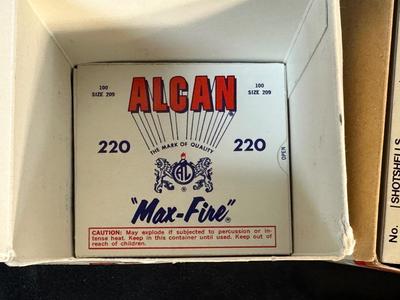 100
SIZE 209
ALCAN
100
SIZE 209
220
THE MARK OF QUALITY
220
OPEN
AL
"Max-Fire"
CAUTION: May explode if subjected to percussion or in-
tense heat. Keep in this container until used. Keep out of
reach of children.
No.
SHOTSHELLS